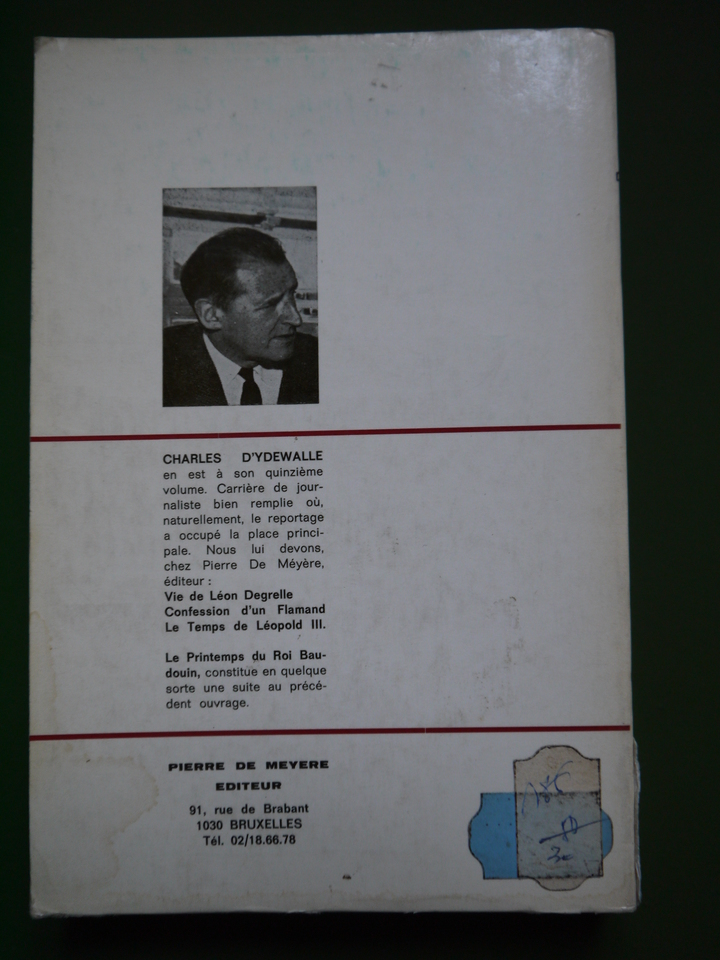 CHARLES D'YDEWALLE
en est à son quinzième
volume. Carrière de jour-
naliste bien remplie où,
naturellement, le reportage
a occupé la place princi-
pale. Nous lui devons,
chez Pierre De Méyère,
éditeur :
Vie de Léon Degrelle
Confession d'un Flamand
Le Temps de Léopold III.
Le Printemps du Roi Bau-
douin, constitue en quelque
sorte une suite au précé-
dent ouvrage.
PIERRE DE MEYERE
EDITEUR
91, rue de Brabant
1030 BRUXELLES
Tél. 02/18.66.78